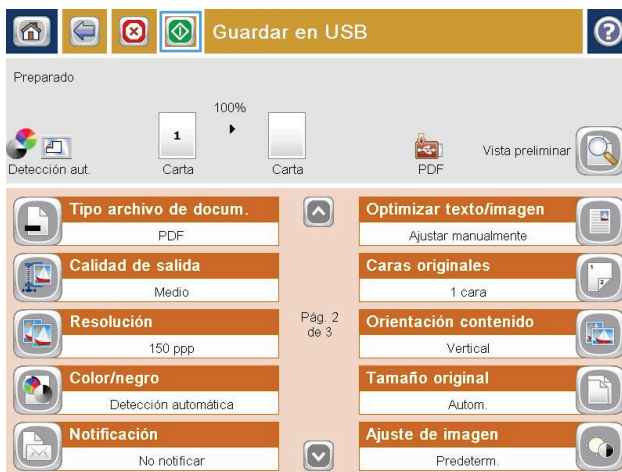 Guardar en USB
?
Preparado
100%
1
Detección aut.
Carta
Carta
PDF
Vista preliminar
Tipo archivo de docum.
PDF
Calidad de salida
Medio
Resolución
150 ppp
Color/negro
Detección automática
Notificación
No notificar
Pág. 2
de 3
Optimizar texto/imagen
Ajustar manualmente
Caras originales
1 cara
1
2
Orientación contenido
Vertical
Tamaño original
Autom.
Ajuste de imagen
Predeterm.